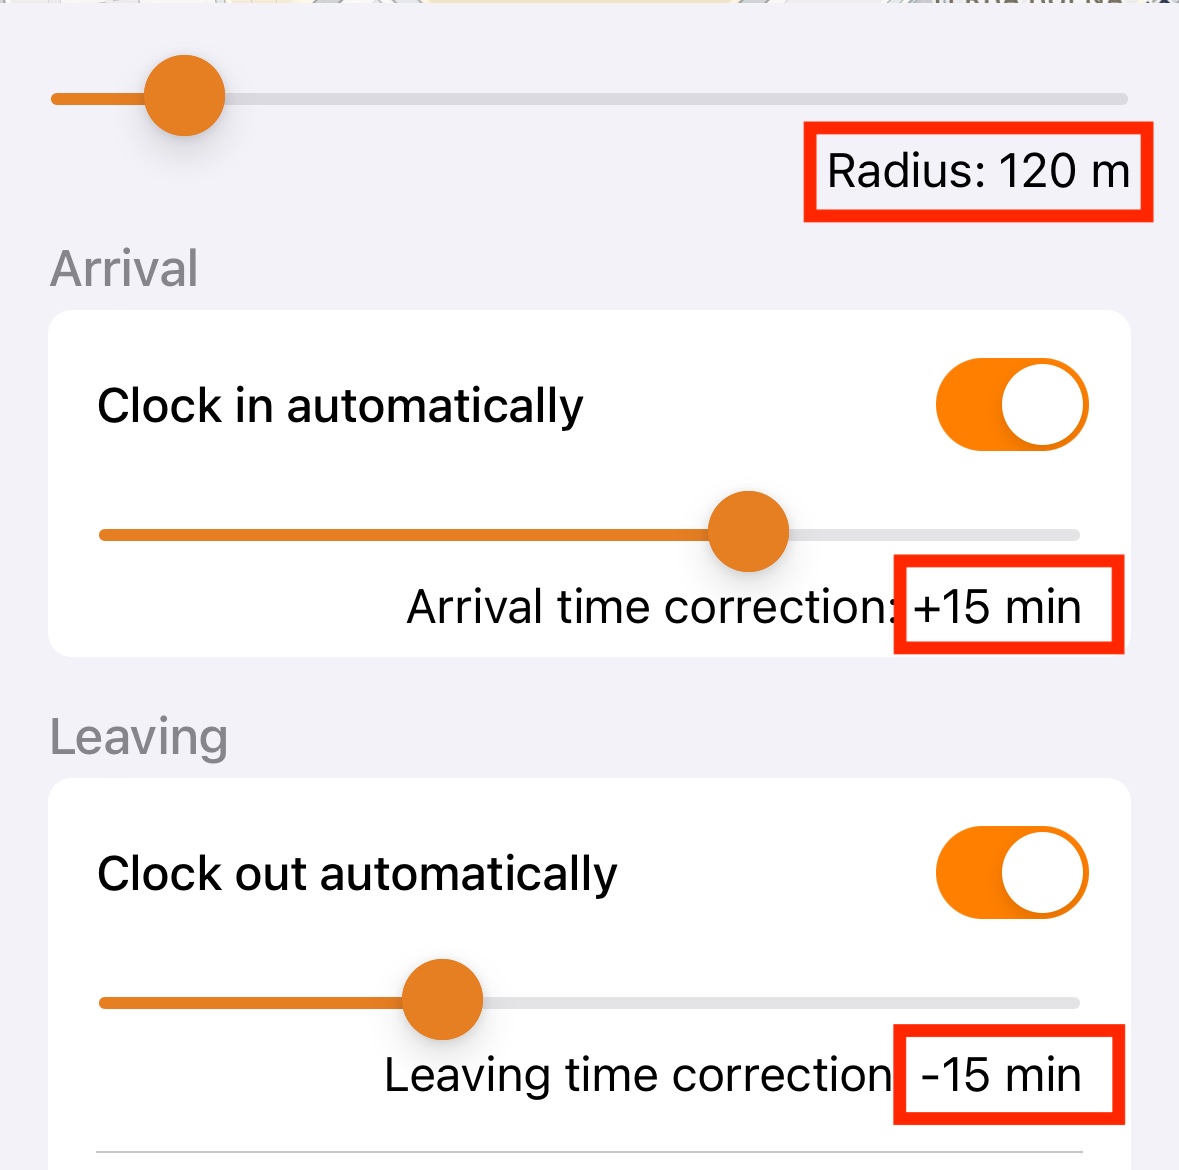 Radius: 120 m
Arrival
Clock in automatically
Arrival time correction: +15 min
Leaving
Clock out automatically
Leaving time correction -15 min